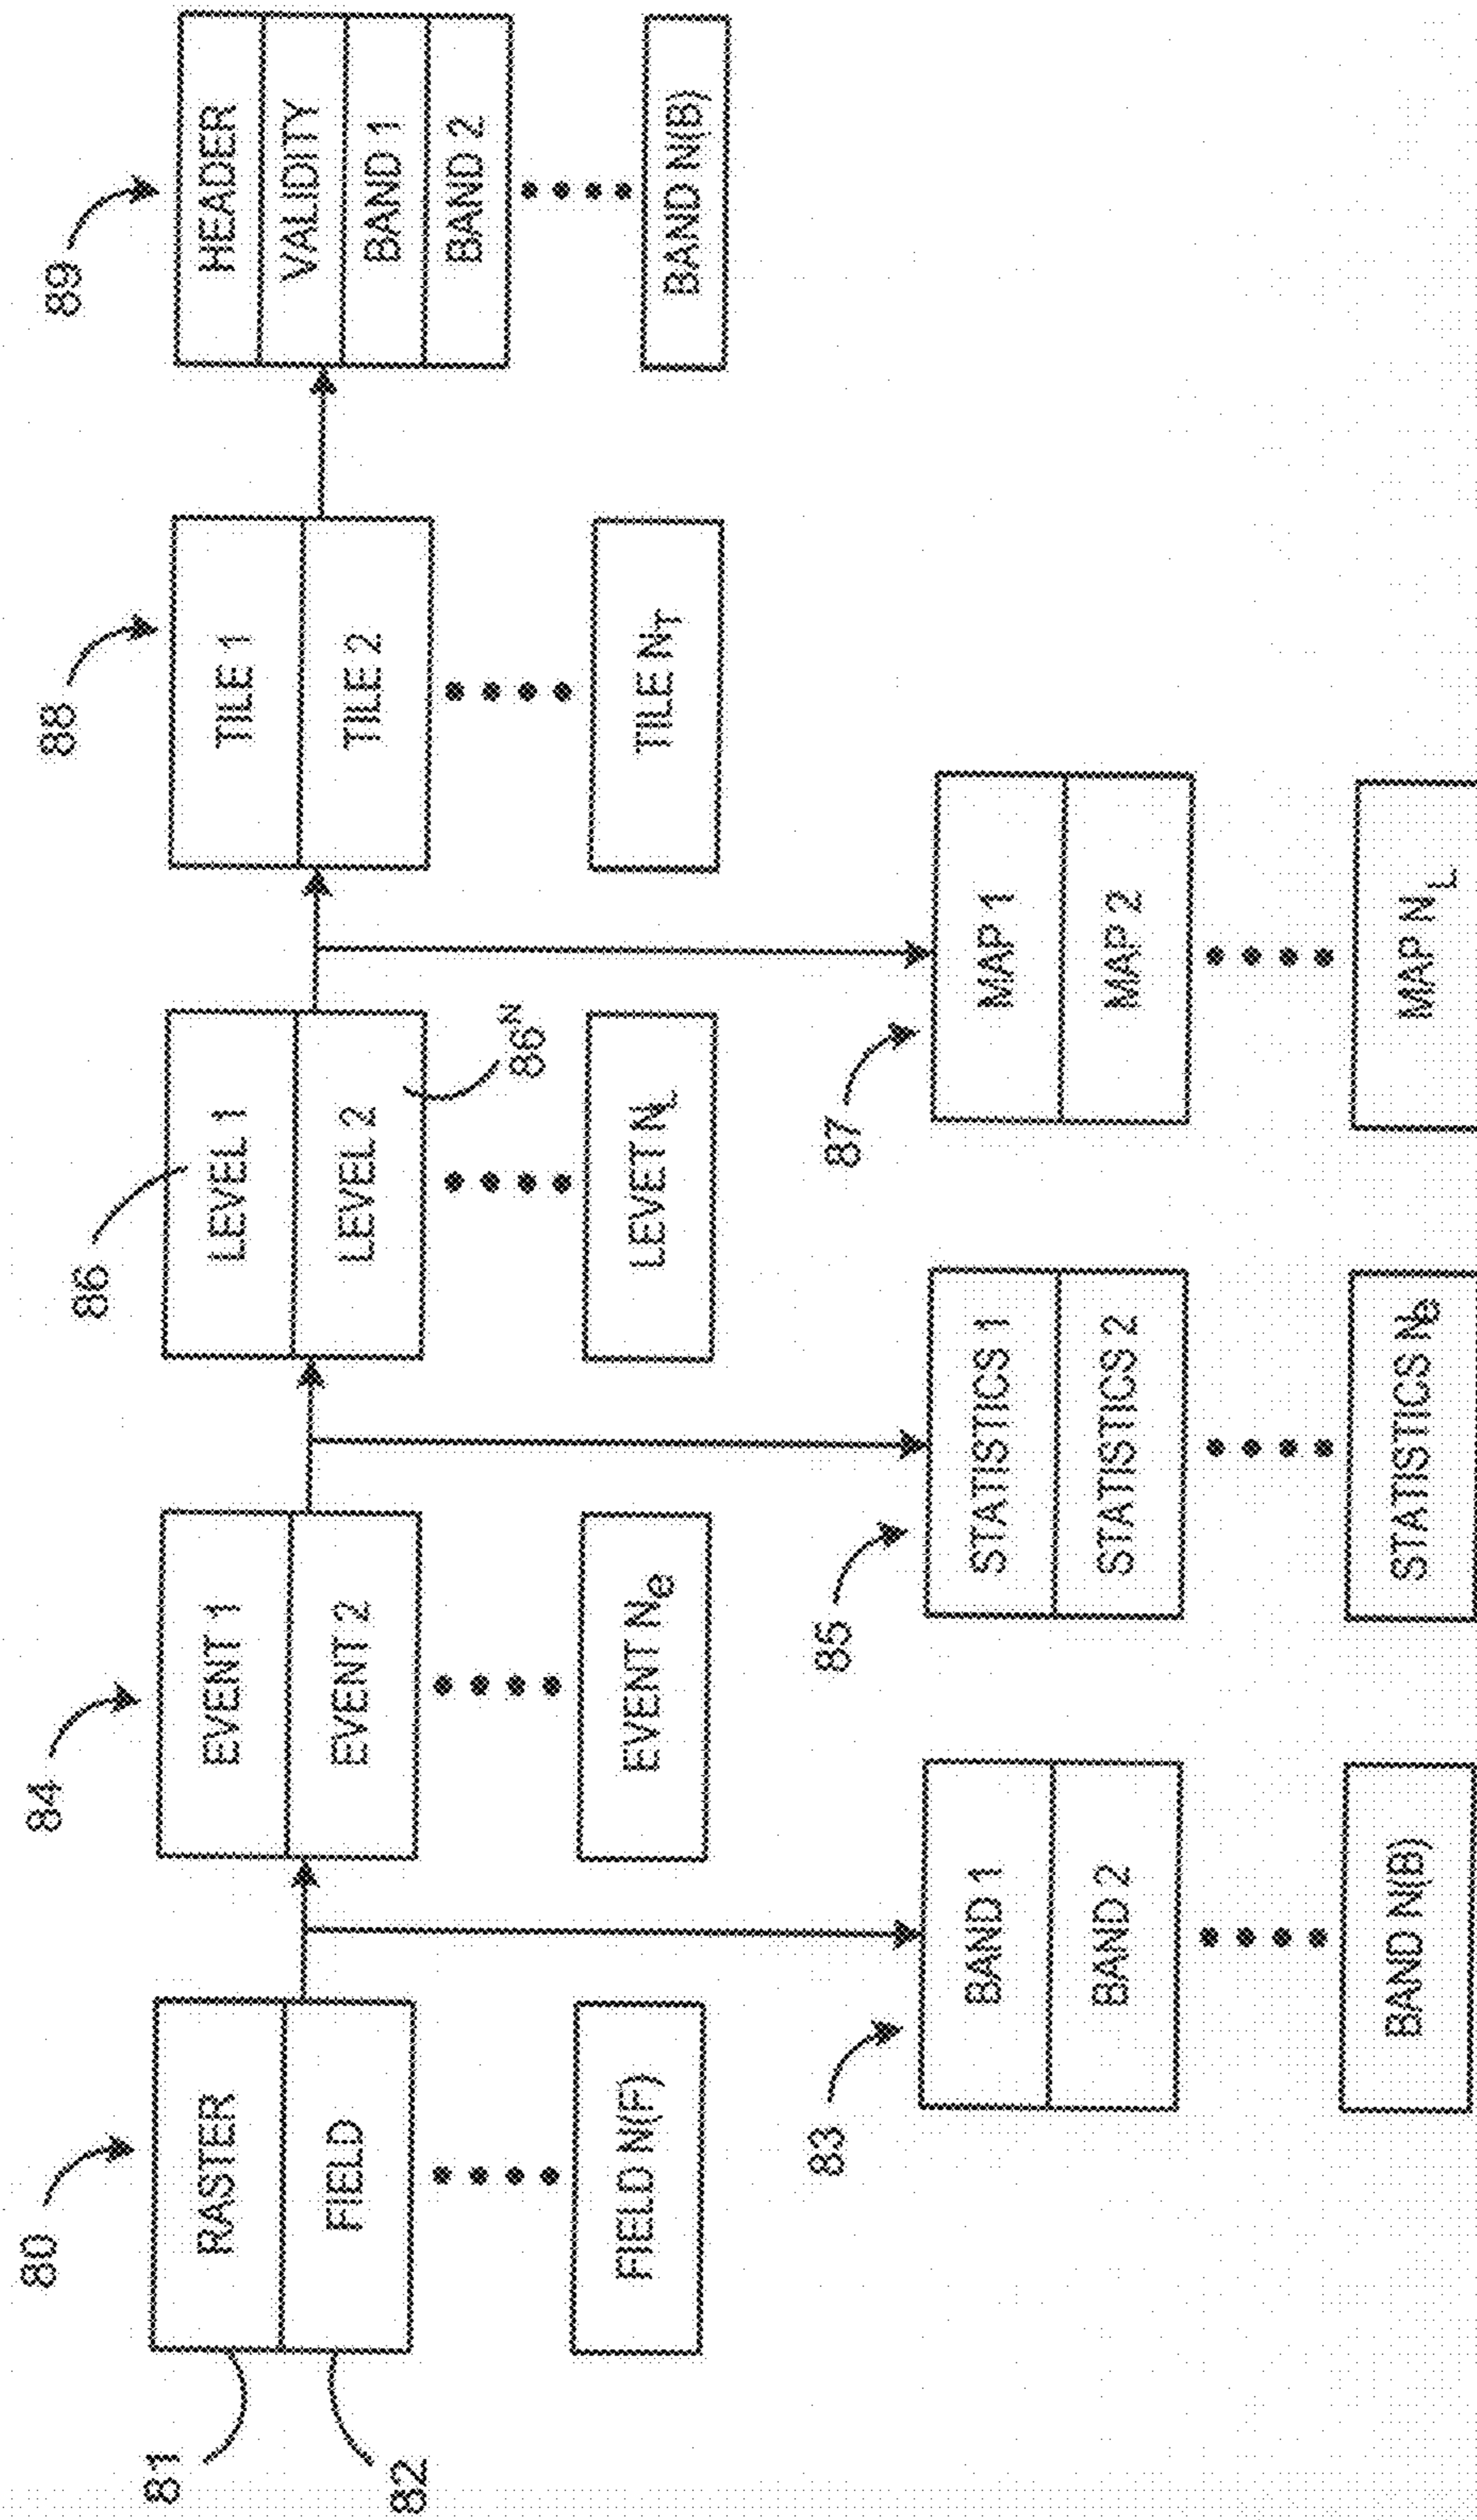 80
81
82
RASTER
FIELD
FIELD N(F)
83
BAND 1
BAND 2
BAND N(B)
84
EVENT 1
EVENT 2
EVENT Ne
85
STATISTICS 1
STATISTICS 2
STATISTICS Ne
86
LEVEL 1
LEVEL 2
86N
LEVET NL
87
MAP 1
MAP 2
MAP NL
88
TILE 1
TILE 2
TILE NT
89
HEADER
VALIDITY
BAND 1
BAND 2
BAND N(B)